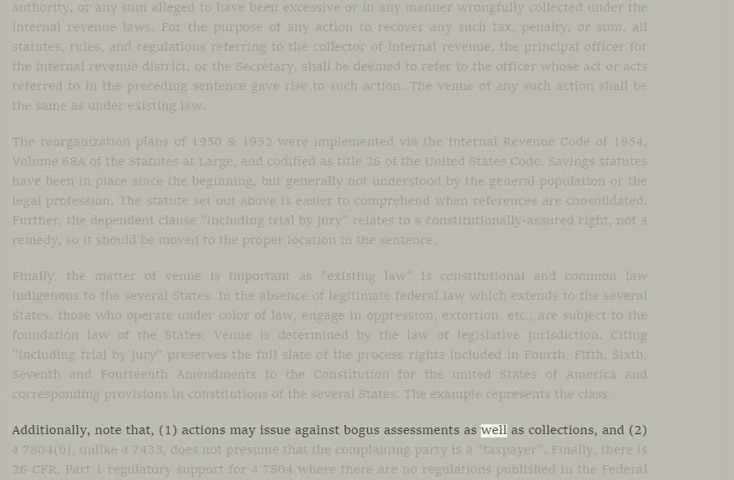 authority, or any sum alleged to have been excessive or in any manner wrongfully collected under the
internal revenue laws. For the purpose of any action to recover any such tax, penalty, or sum, all
statutes, rules, and regulations referring to the collector of internal revenue, the principal officer for
the internal revenue district, or the Secretary, shall be deemed to refer to the officer whose act or acts
referred to in the preceding sentence gave rise to such action. The venue of any such action shall be
the same as under existing law.
The reorganization plans of 1950 & 1952 were implemented via the Internal Revenue Code of 1954,
Volume 68A of the Statutes at Large, and codified as title 26 of the United States Code. Savings statutes
have been in place since the beginning, but generally not understood by the general population or the
legal profession. The statute set out above is easier to comprehend when references are consolidated.
Further, the dependent clause "including trial by jury" relates to a constitutionally-assured right, not a
remedy, so it should be moved to the proper location in the sentence.
Finally, the matter of venue is important as "existing law" is constitutional and common law
indigenous to the several States. In the absence of legitimate federal law which extends to the several
States, those who operate under color of law, engage in oppression, extortion, etc., are subject to the
foundation law of the States. Venue is determined by the law of legislative jurisdiction. Citing
"including trial by jury" preserves the full slate of the process rights included in Fourth, Fifth, Sixth,
Seventh and Fourteenth Amendments to the Constitution for the united States of America and
corresponding provisions in constitutions of the several States. The example represents the class.
Additionally, note that, (1) actions may issue against bogus assessments as well as collections, and (2)
7804(b), unlike 7433, does not presume that the complaining party is a "taxpayer". Finally, there is
26 CFR, Part 1 regulatory support for 7804 where there are no regulations published in the Federal